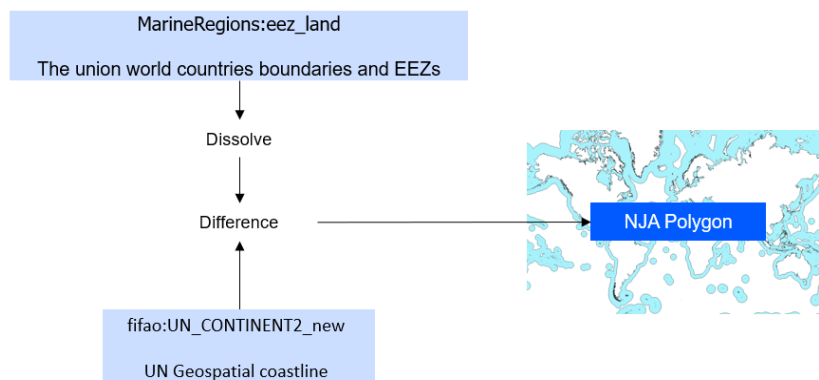 MarineRegions:eez_land
The union world countries boundaries and EEZs
Dissolve
Difference
NJA Polygon
fifao:UN_CONTINENT2_new
UN Geospatial coastline